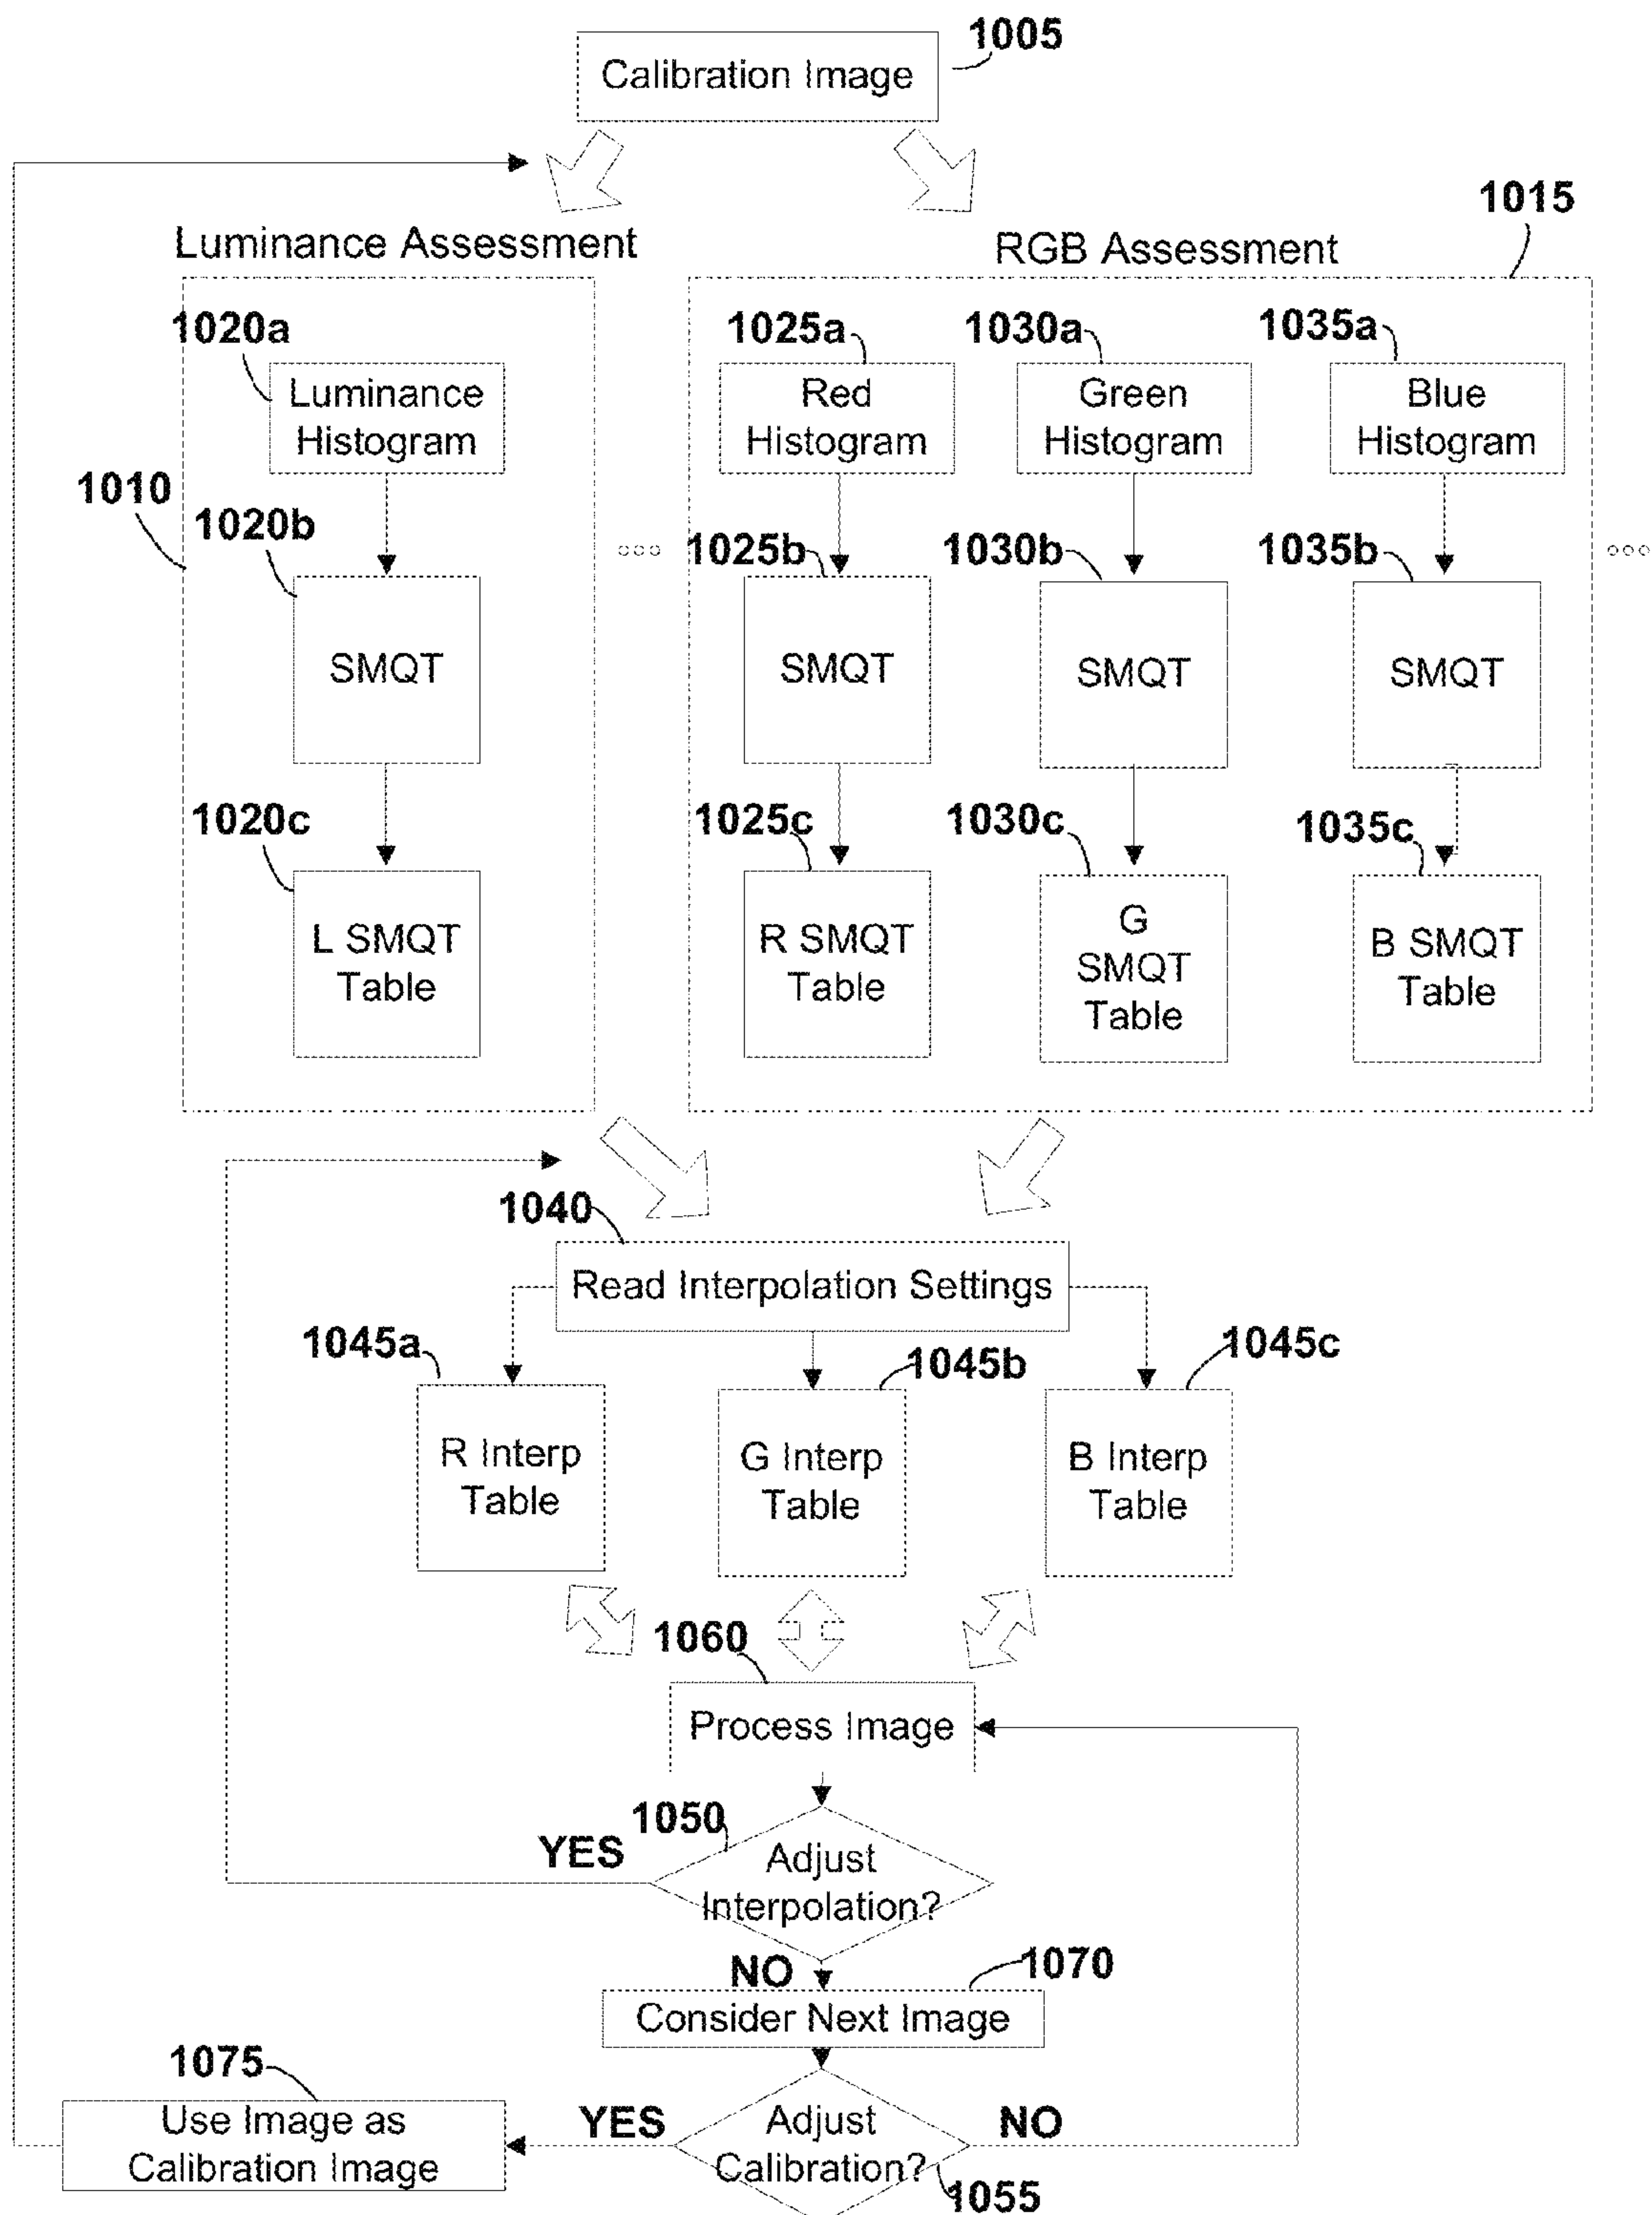 1005
Calibration Image
1015
Luminance Assessment
RGB Assessment
1020a
1025a
1030a
1035a
Luminance
Histogram
Red
Histogram
Green
Histogram
Blue
Histogram
1010
1020b
1025b
1030b
1035b
SMQT
SMQT
SMQT
SMQT
1020c
1025c
1030c
1035c
L SMQT
Table
R SMQT
Table
G
SMQT
Table
B SMQT
Table
1040
Read Interpolation Settings
1045a
1045b
1045c
R Interp
Table
G Interp
Table
B Interp
Table
1060
Process Image
1050
YES
Adjust
Interpolation?
NO
1070
Consider Next Image
1075
Use Image as
Calibration Image
YES
Adjust
Calibration?
NO
1055